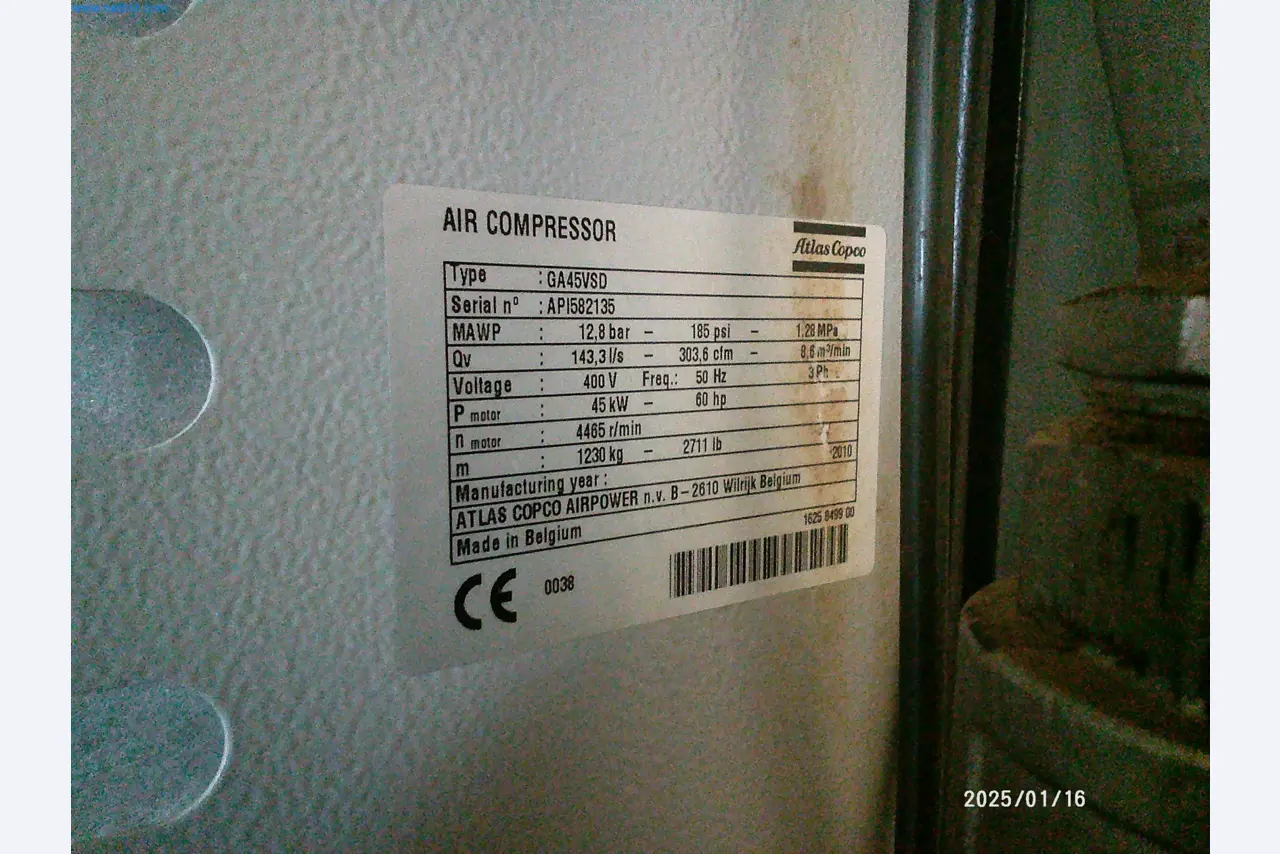 AIR COMPRESSOR
Atlas Copco
Type : GA45VSD
Serial nº : API582135
MAWP : 12,8 bar – 185 psi – 1,28 MPa
Qv : 143,3 l/s – 303,6 cfm – 8,6 m³/min
Voltage : 400 V Freq.: 50 Hz 3 Ph
P motor : 45 kW – 60 hp
n motor : 4465 r/min
m : 1230 kg – 2711 lb
Manufacturing year : 2010
ATLAS COPCO AIRPOWER n.v. B – 2610 Wilrijk Belgium
Made in Belgium
1625 8499 00
CE 0038
2025/01/16